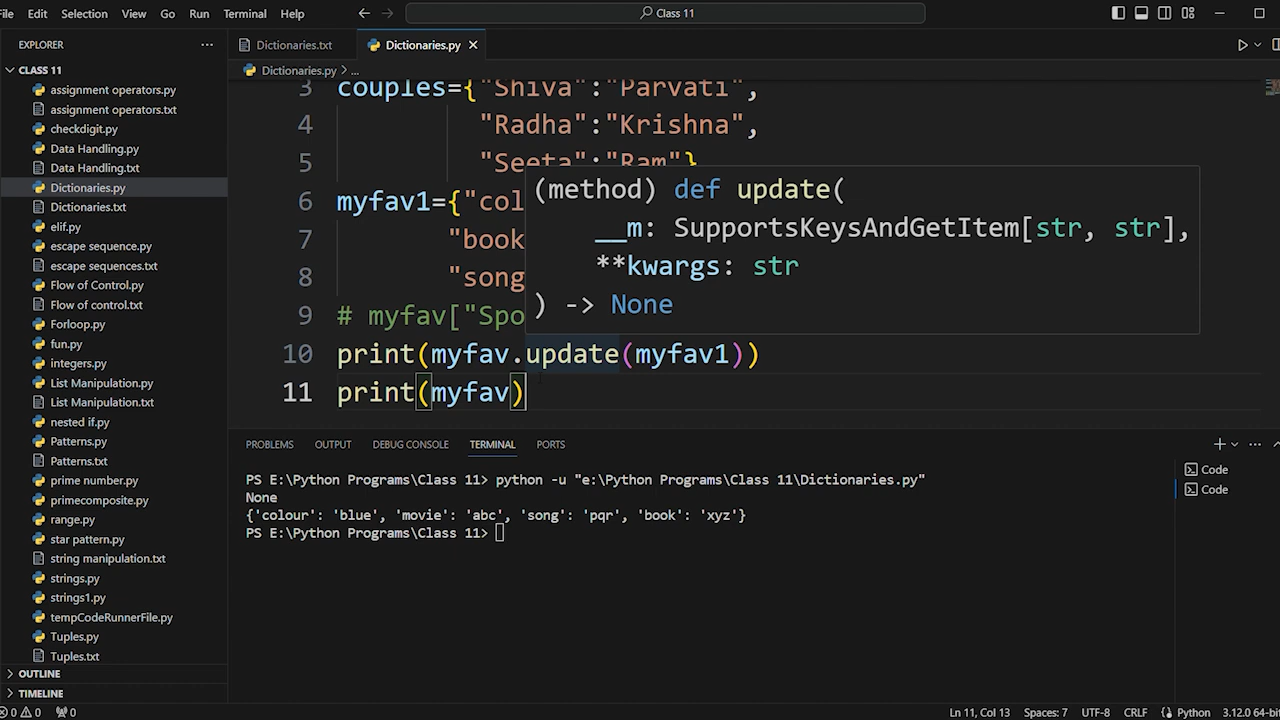 File Edit Selection View Go Run Terminal Help
Class 11
EXPLORER
CLASS 11
assignment operators.py
assignment operators.txt
checkdigit.py
Data Handling.py
Data Handling.txt
Dictionaries.py
Dictionaries.txt
elif.py
escape sequence.py
escape sequences.txt
Flow of Control.py
Flow of control.txt
Forloop.py
fun.py
integers.py
List Manipulation.py
List Manipulation.txt
nested if.py
Patterns.py
Patterns.txt
prime number.py
primecomposite.py
range.py
star pattern.py
string manipulation.txt
strings.py
strings1.py
tempCodeRunnerFile.py
Tuples.py
Tuples.txt
OUTLINE
TIMELINE
Dictionaries.txt
Dictionaries.py
Dictionaries.py > ...
3 couples={"Shiva":"Parvati",
4 "Radha":"Krishna",
5 "Seeta":"Ram"}
6 myfav1={"col
7 "book
8 "song
9 # myfav["Spo
10 print(myfav.update(myfav1))
11 print(myfav)
(method) def update(
__m: SupportsKeysAndGetItem[str, str],
**kwargs: str
) -> None
PROBLEMS OUTPUT DEBUG CONSOLE TERMINAL PORTS
PS E:\Python Programs\Class 11> python -u "e:\Python Programs\Class 11\Dictionaries.py"
None
{'colour': 'blue', 'movie': 'abc', 'song': 'pqr', 'book': 'xyz'}
PS E:\Python Programs\Class 11>
Code
Code
0 0 0
Ln 11, Col 13 Spaces: 7 UTF-8 CRLF Python 3.12.0 64-bi